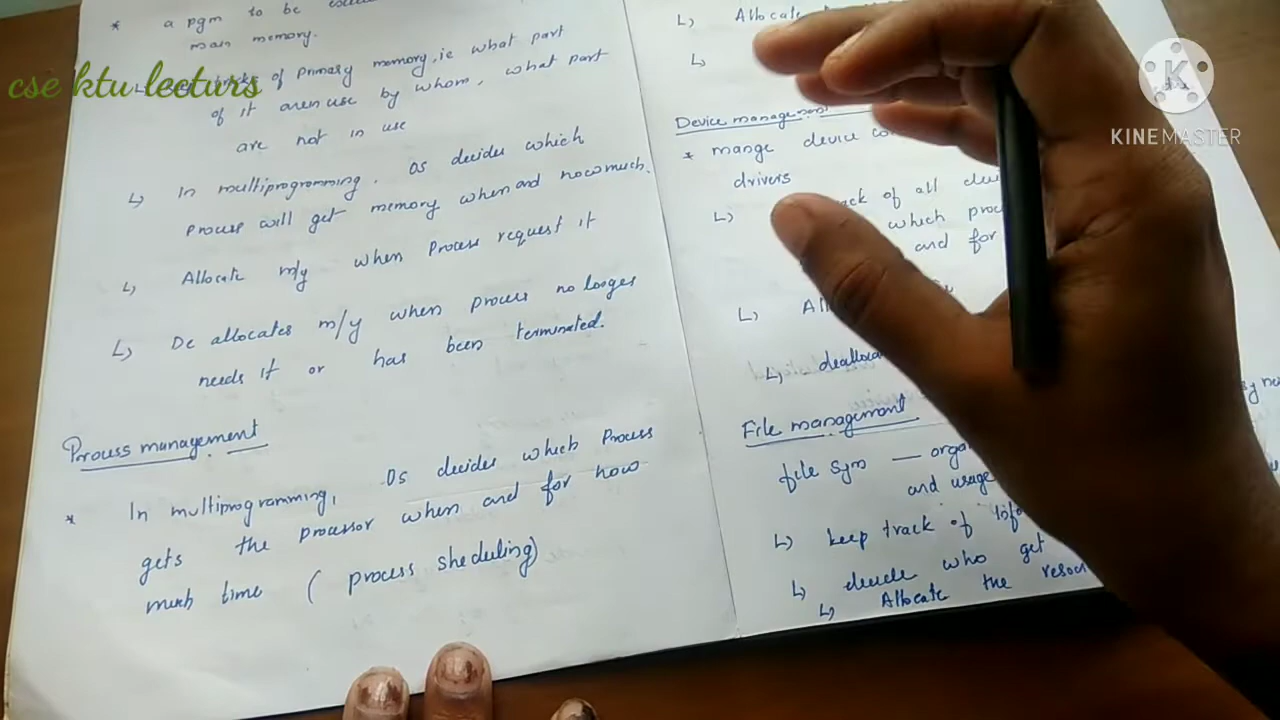 * a pgm to be
main memory.
of primary memory, ie what part
of it are in use by whom, what part
are not in use
↳ In multiprogramming, OS decides which
process will get memory when and how much.
↳ Allocate m/y when process request it
↳ De allocates m/y when process no longer
needs it or has been terminated.
Process management
* In multiprogramming, OS decides which Process
gets the processor when and for how
much time ( process sheduling)
↳ Allocate
↳
Device management
* mange device
drivers
↳ of all
which
and for
↳
↳
File management
file sym —
and usage
↳ keep track of
↳ decide who get
↳ Allocate the
cse ktu lecturs
K
KINEMASTER